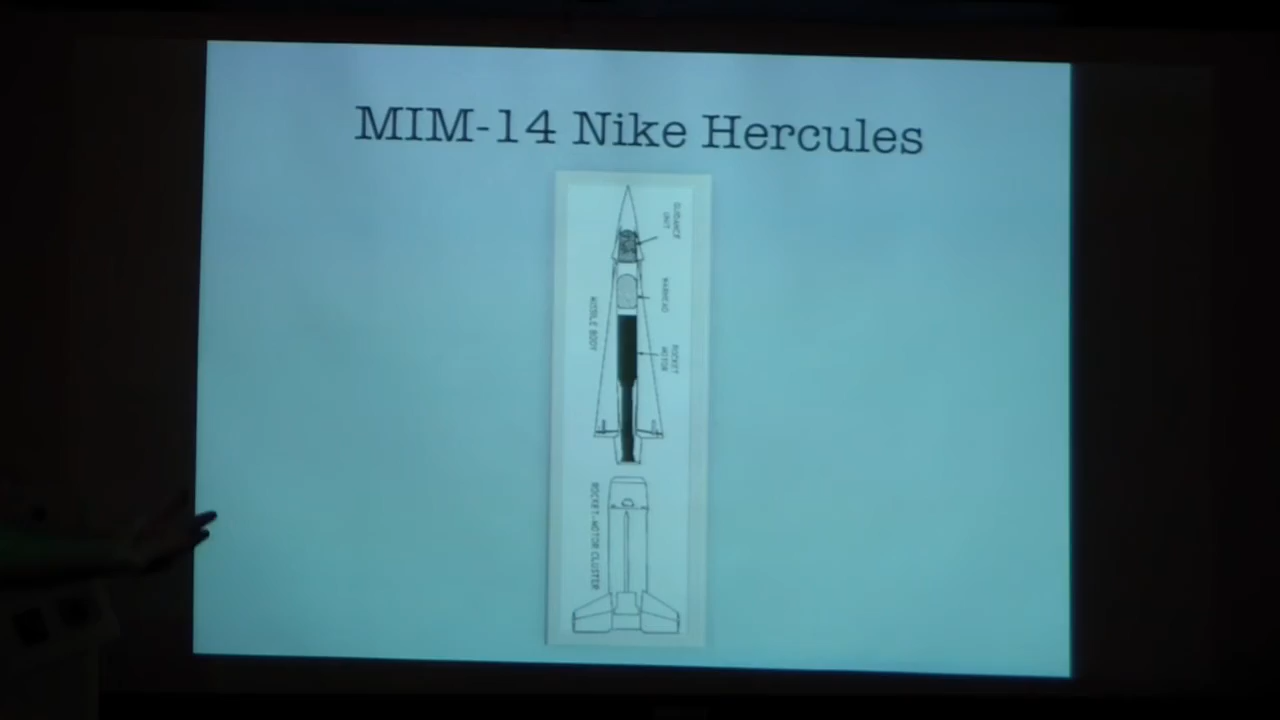 MIM-14 Nike Hercules
GUIDANCE
UNIT
WARHEAD
MISSILE BODY
ROCKET
MOTOR
ROCKET-MOTOR CLUSTER